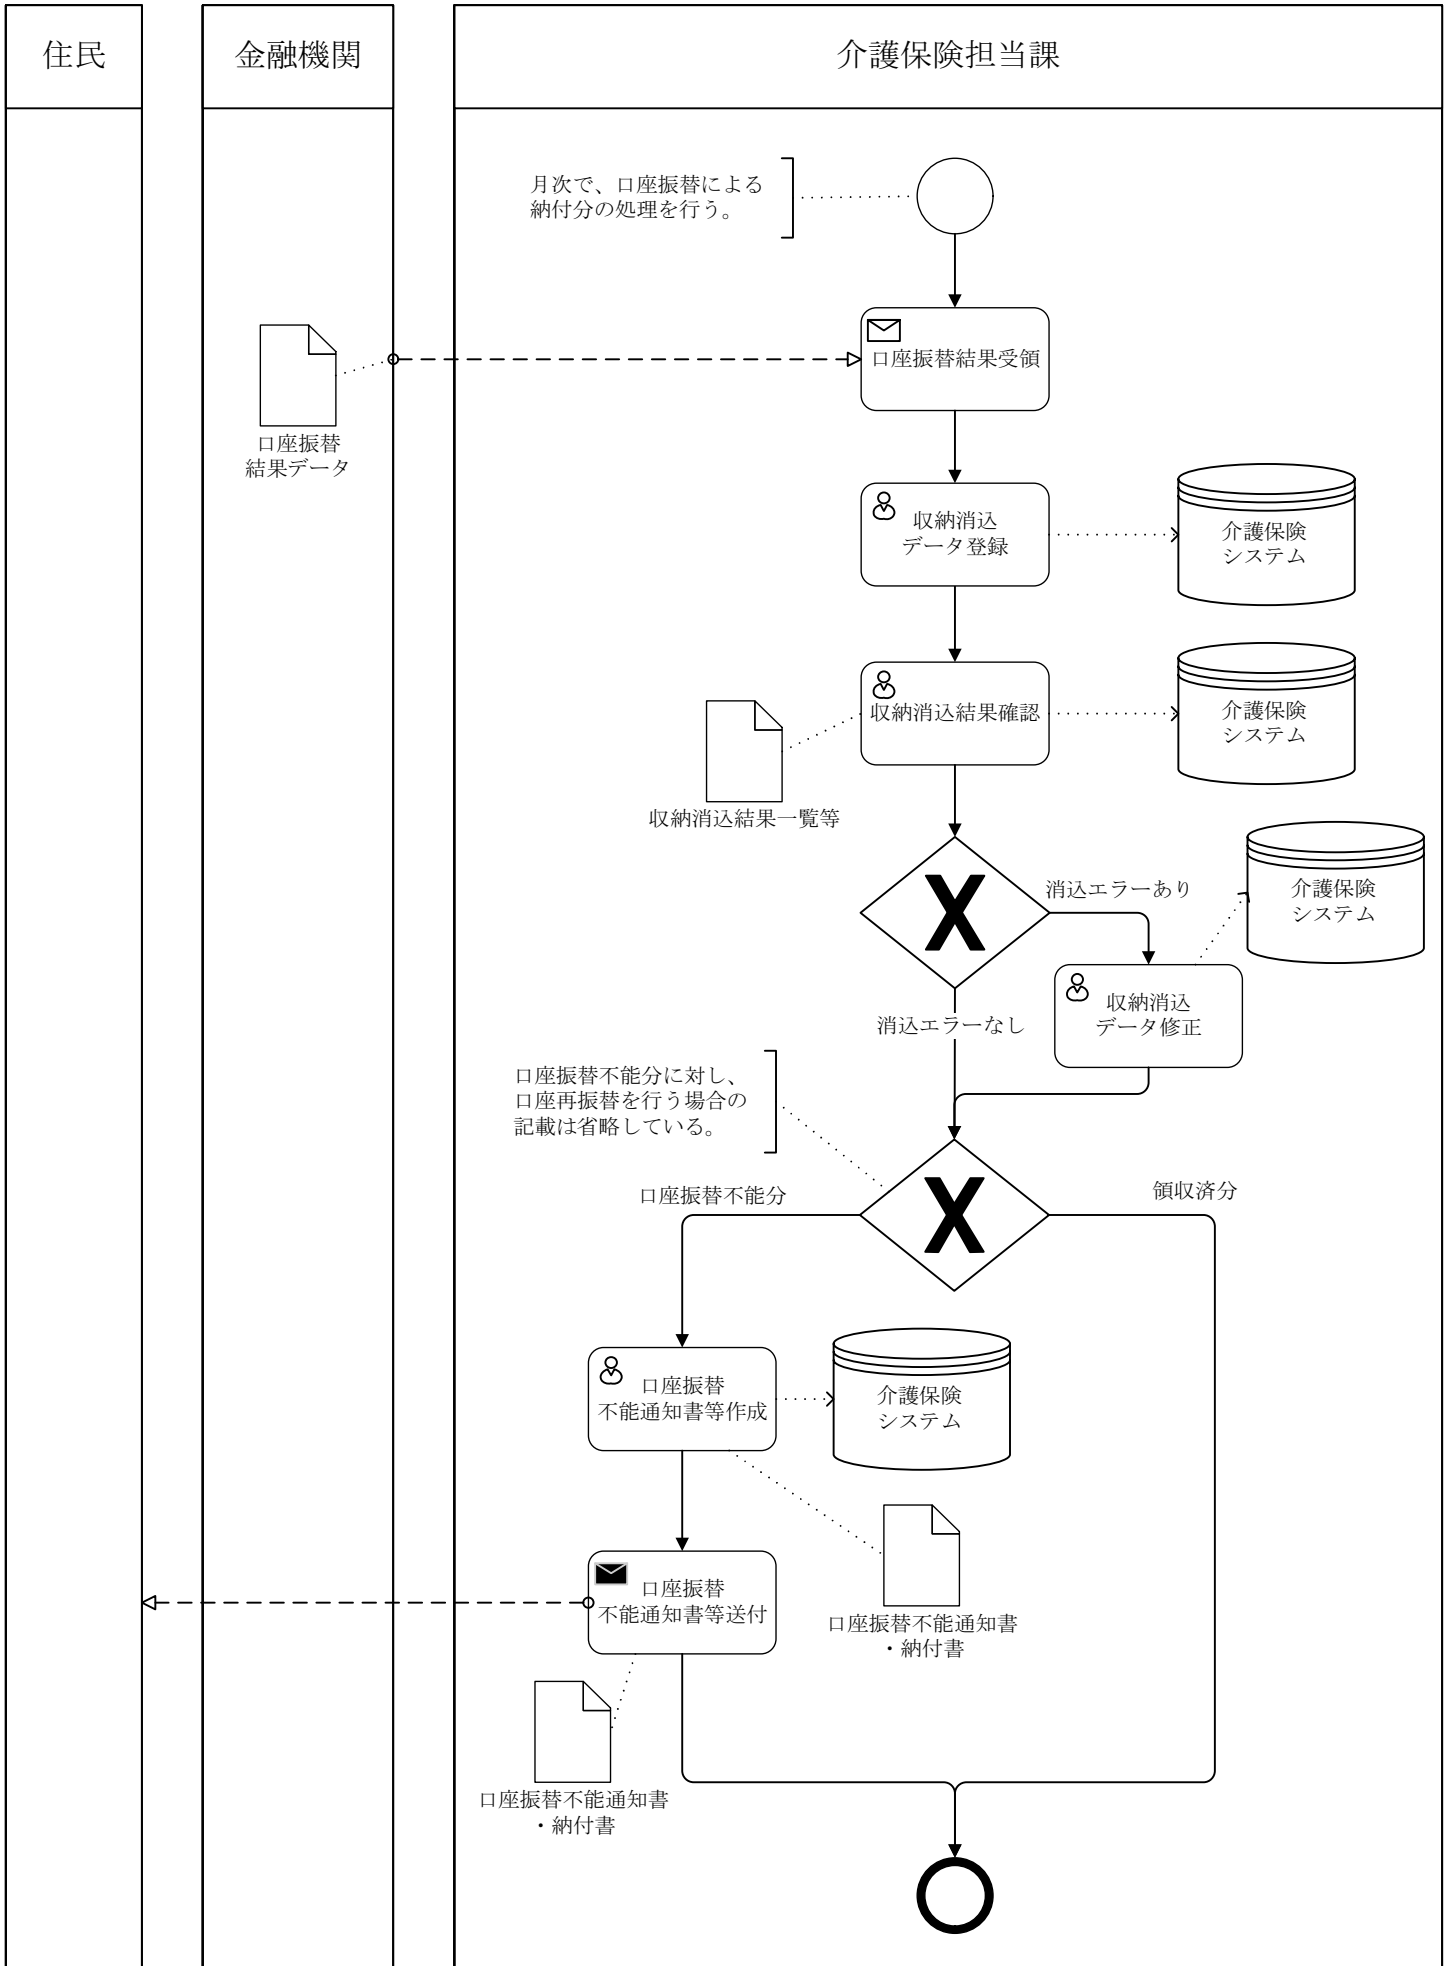 住民
金融機関
介護保険担当課
月次で、口座振替による
納付分の処理を行う。
口座振替結果受領
口座振替
結果データ
収納消込
データ登録
介護保険
システム
収納消込結果確認
介護保険
システム
収納消込結果一覧等
消込エラーあり
介護保険
システム
収納消込
データ修正
消込エラーなし
口座振替不能分に対し、
口座再振替を行う場合の
記載は省略している。
口座振替不能分
領収済分
口座振替
不能通知書等作成
介護保険
システム
口座振替不能通知書
・納付書
口座振替
不能通知書等送付
口座振替不能通知書
・納付書